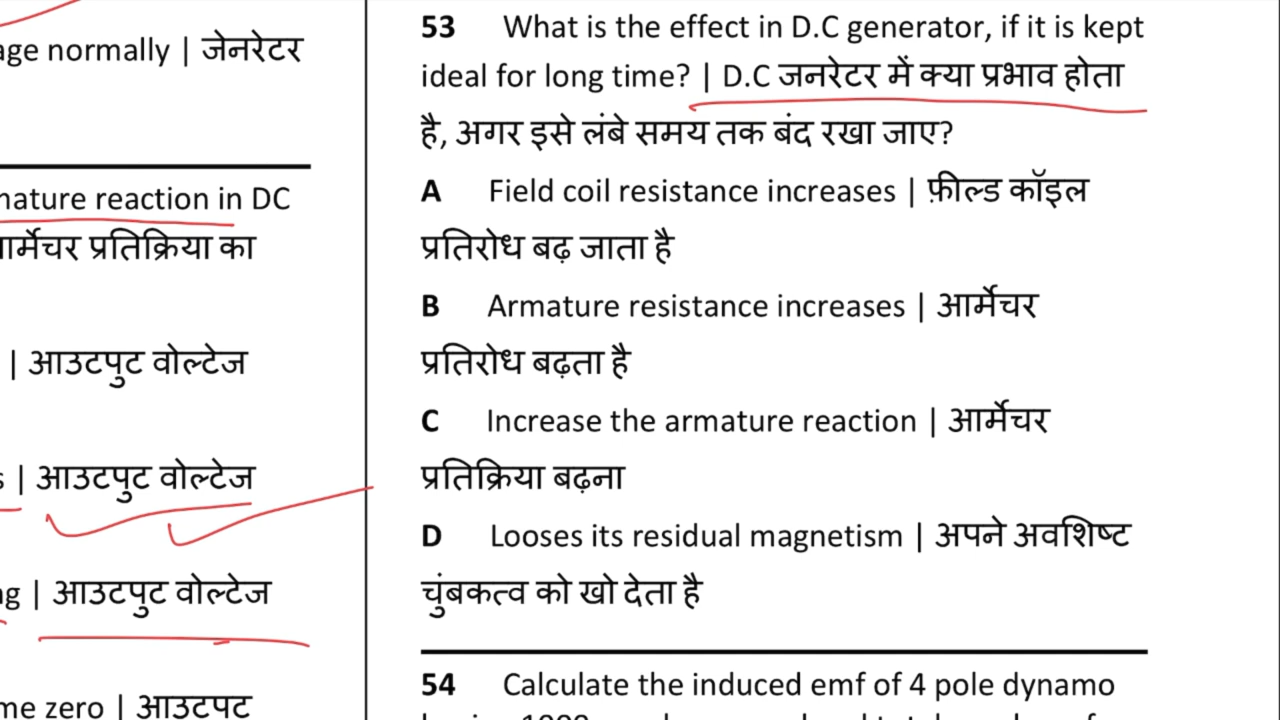 age normally | जेनरेटर
mature reaction in DC
आर्मेचर प्रतिक्रिया का
| आउटपुट वोल्टेज
s | आउटपुट वोल्टेज
ng | आउटपुट वोल्टेज
me zero | आउटपुट
53 What is the effect in D.C generator, if it is kept
ideal for long time? | D.C जनरेटर में क्या प्रभाव होता
है, अगर इसे लंबे समय तक बंद रखा जाए?
A Field coil resistance increases | फ़ील्ड कॉइल
प्रतिरोध बढ़ जाता है
B Armature resistance increases | आर्मेचर
प्रतिरोध बढ़ता है
C Increase the armature reaction | आर्मेचर
प्रतिक्रिया बढ़ना
D Looses its residual magnetism | अपने अवशिष्ट
चुंबकत्व को खो देता है
54 Calculate the induced emf of 4 pole dynamo